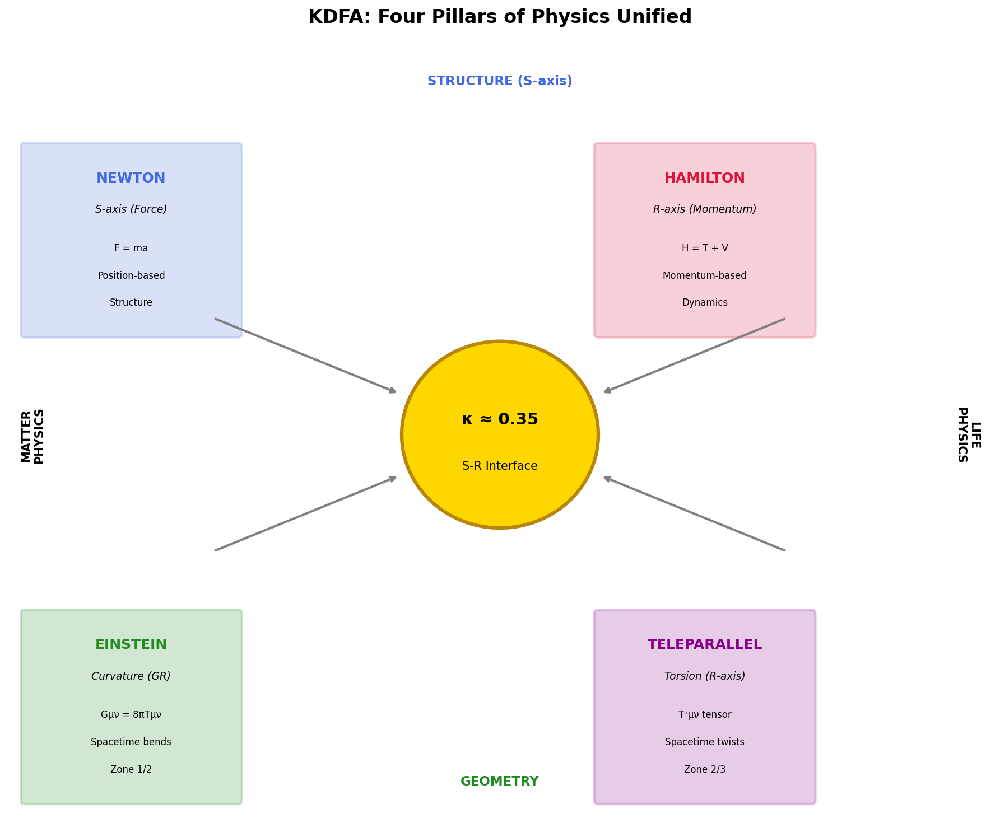 KDFA: Four Pillars of Physics Unified
STRUCTURE (S-axis)
NEWTON
S-axis (Force)
F = ma
Position-based
Structure
HAMILTON
R-axis (Momentum)
H = T + V
Momentum-based
Dynamics
MATTER
PHYSICS
κ ≈ 0.35
S-R Interface
LIFE
PHYSICS
EINSTEIN
Curvature (GR)
Gμν = 8πTμν
Spacetime bends
Zone 1/2
TELEPARALLEL
Torsion (R-axis)
Tᵃμν tensor
Spacetime twists
Zone 2/3
GEOMETRY